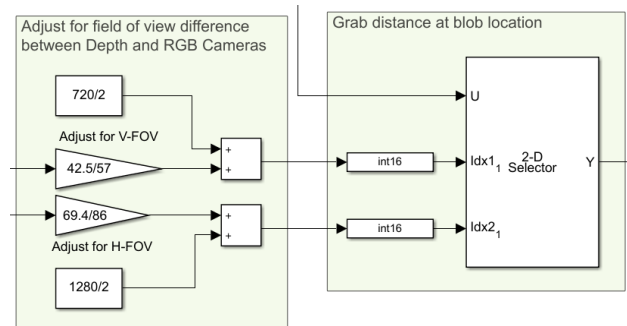 Adjust for field of view difference
between Depth and RGB Cameras
720/2
Adjust for V-FOV
42.5/57
+
+
69.4/86
+
+
Adjust for H-FOV
1280/2
Grab distance at blob location
U
int16
Idx1 1
2-D
Selector
Y
int16
Idx2 1